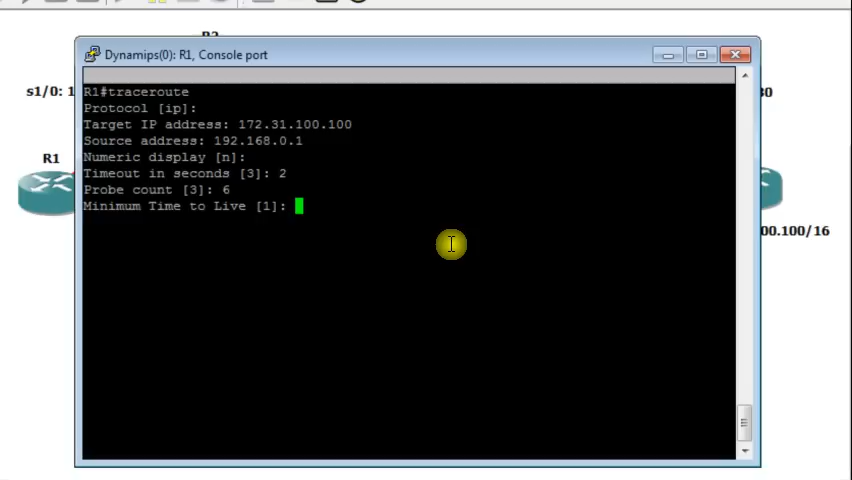 R2
Dynamips(0): R1, Console port
s1/0: 1
R1
R1#traceroute
Protocol [ip]:
Target IP address: 172.31.100.100
Source address: 192.168.0.1
Numeric display [n]:
Timeout in seconds [3]: 2
Probe count [3]: 6
Minimum Time to Live [1]:
30
00.100/16